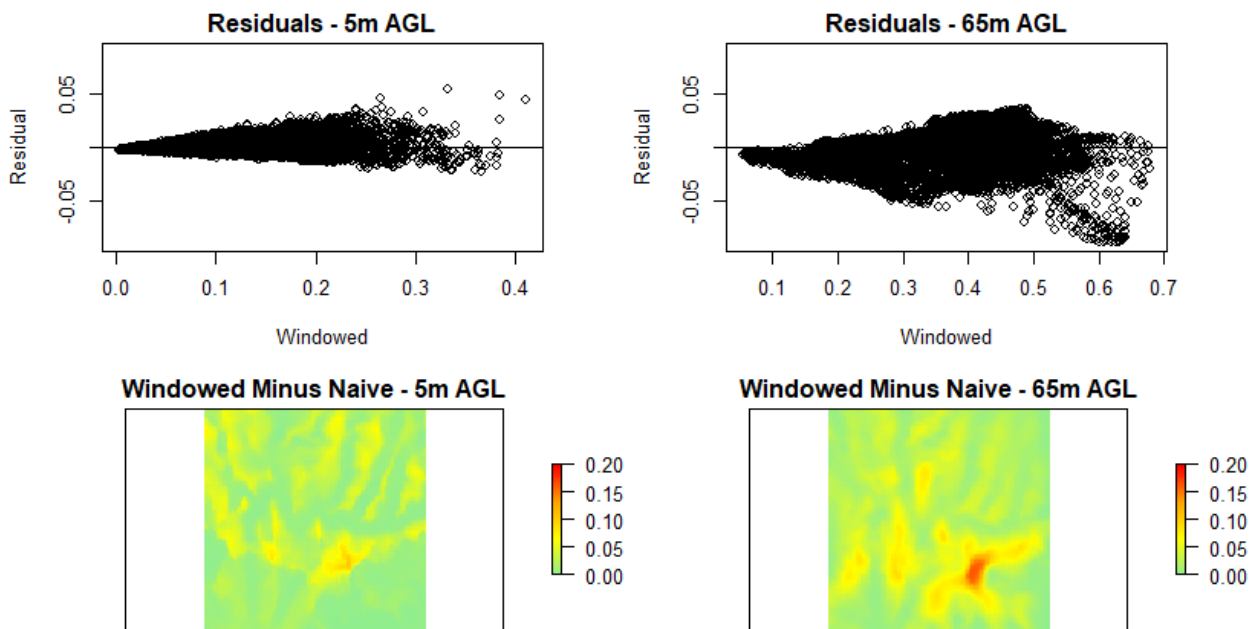 Residuals - 5m AGL
Residual
0.05
-0.05
0.0 0.1 0.2 0.3 0.4
Windowed
Residuals - 65m AGL
Residual
0.05
-0.05
0.1 0.2 0.3 0.4 0.5 0.6 0.7
Windowed
Windowed Minus Naive - 5m AGL
0.20
0.15
0.10
0.05
0.00
Windowed Minus Naive - 65m AGL
0.20
0.15
0.10
0.05
0.00